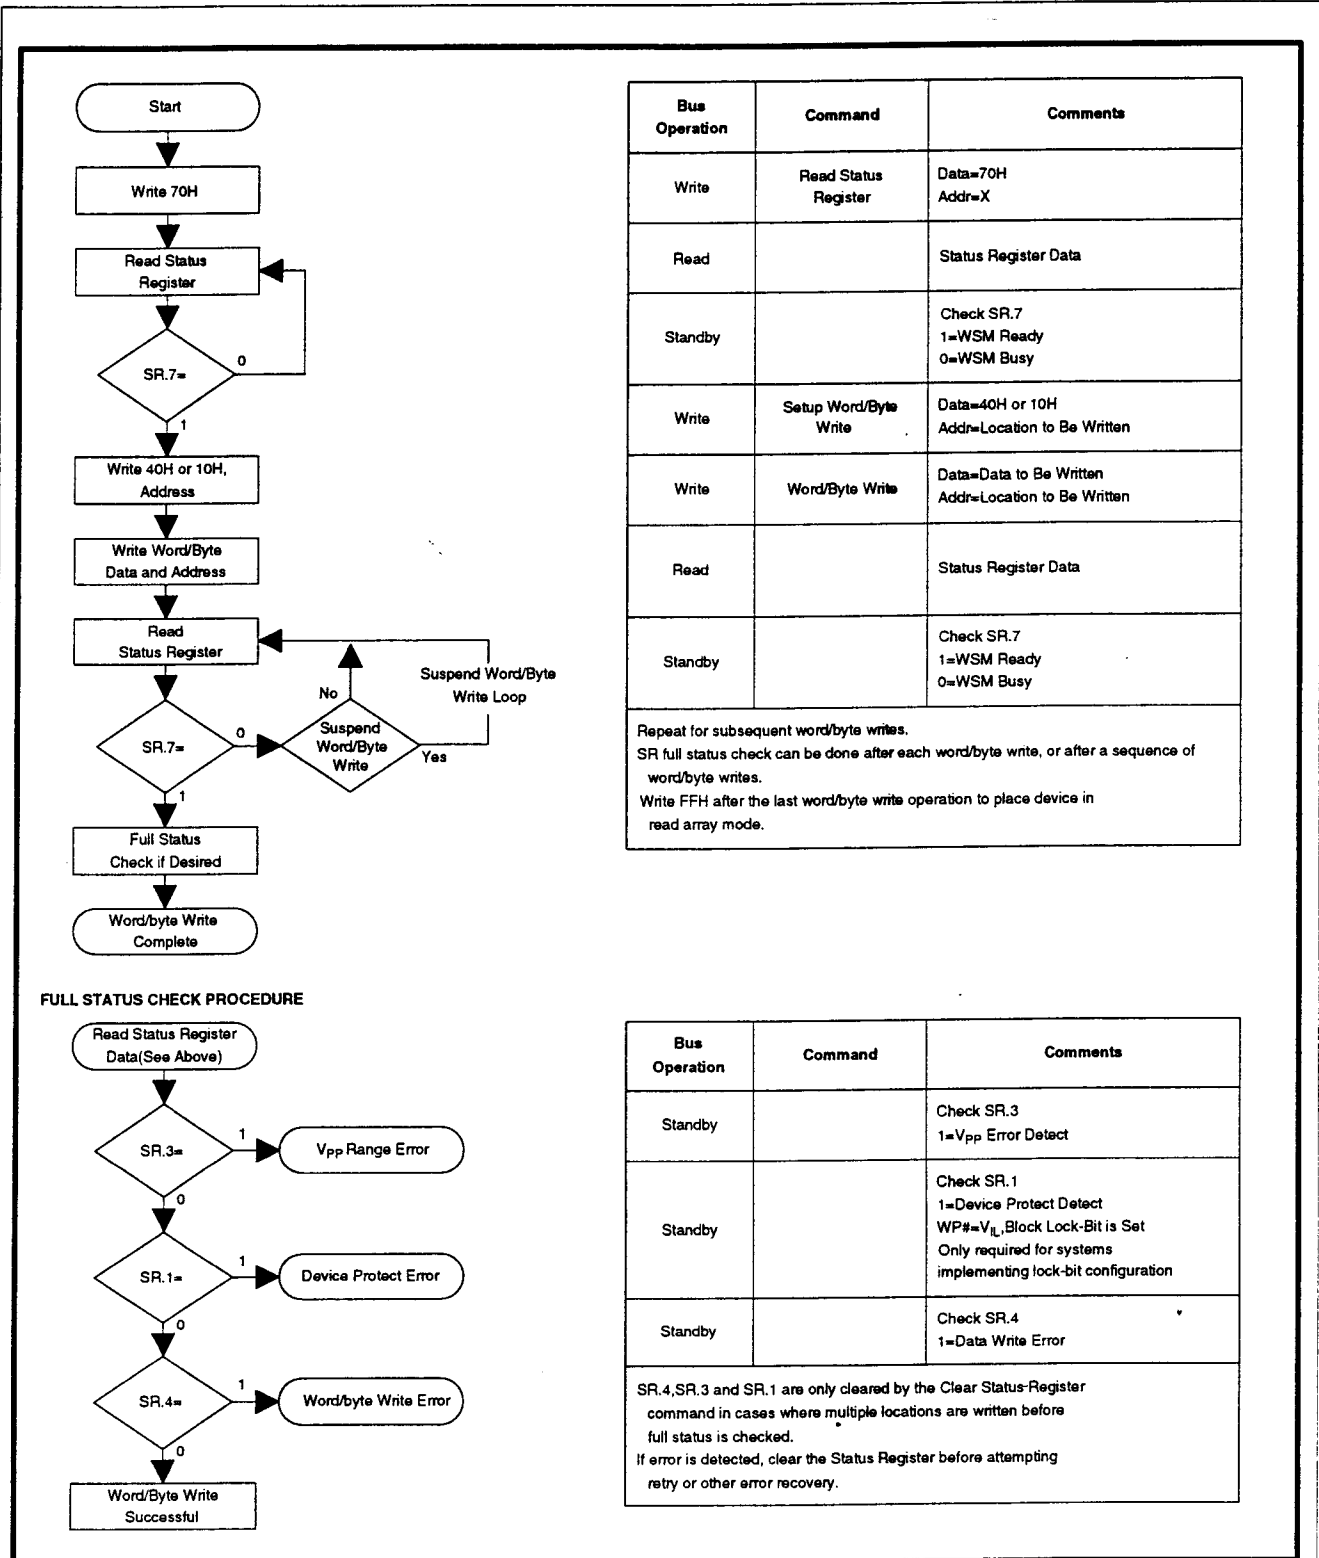 Start
Write 70H
Read Status
Register
SR.7=
0
1
Write 40H or 10H,
Address
Write Word/Byte
Data and Address
Read
Status Register
SR.7=
0
1
Suspend
Word/Byte
Write
No
Yes
Suspend Word/Byte
Write Loop
Full Status
Check if Desired
Word/byte Write
Complete
Bus
Operation
Command
Comments
Write
Read Status
Register
Data=70H
Addr=X
Read
Status Register Data
Standby
Check SR.7
1=WSM Ready
0=WSM Busy
Write
Setup Word/Byte
Write
Data=40H or 10H
Addr=Location to Be Written
Write
Word/Byte Write
Data=Data to Be Written
Addr=Location to Be Written
Read
Status Register Data
Standby
Check SR.7
1=WSM Ready
0=WSM Busy
Repeat for subsequent word/byte writes.
SR full status check can be done after each word/byte write, or after a sequence of
word/byte writes.
Write FFH after the last word/byte write operation to place device in
read array mode.
FULL STATUS CHECK PROCEDURE
Read Status Register
Data(See Above)
SR.3=
1
VPP Range Error
0
SR.1=
1
Device Protect Error
0
SR.4=
1
Word/byte Write Error
0
Word/Byte Write
Successful
Bus
Operation
Command
Comments
Standby
Check SR.3
1=VPP Error Detect
Standby
Check SR.1
1=Device Protect Detect
WP#=VIL,Block Lock-Bit is Set
Only required for systems
implementing lock-bit configuration
Standby
Check SR.4
1=Data Write Error
SR.4,SR.3 and SR.1 are only cleared by the Clear Status-Register
command in cases where multiple locations are written before
full status is checked.
If error is detected, clear the Status Register before attempting
retry or other error recovery.